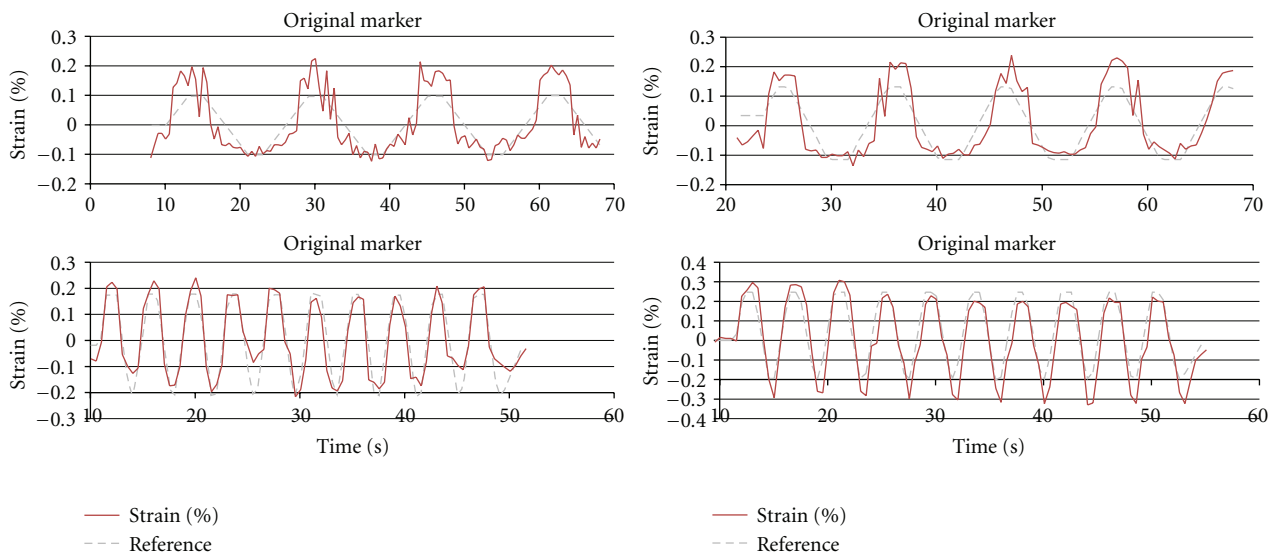 Original marker
Strain (%)
0.3
0.2
0.1
0
−0.1
−0.2
0 10 20 30 40 50 60 70
Original marker
Strain (%)
0.3
0.2
0.1
0
−0.1
−0.2
20 30 40 50 60 70
Original marker
Strain (%)
0.3
0.2
0.1
0
−0.1
−0.2
−0.3
10 20 30 40 50 60
Time (s)
Original marker
Strain (%)
0.4
0.3
0.2
0.1
0
−0.1
−0.2
−0.3
−0.4
10 20 30 40 50 60
Time (s)
Strain (%)
Reference
Strain (%)
Reference